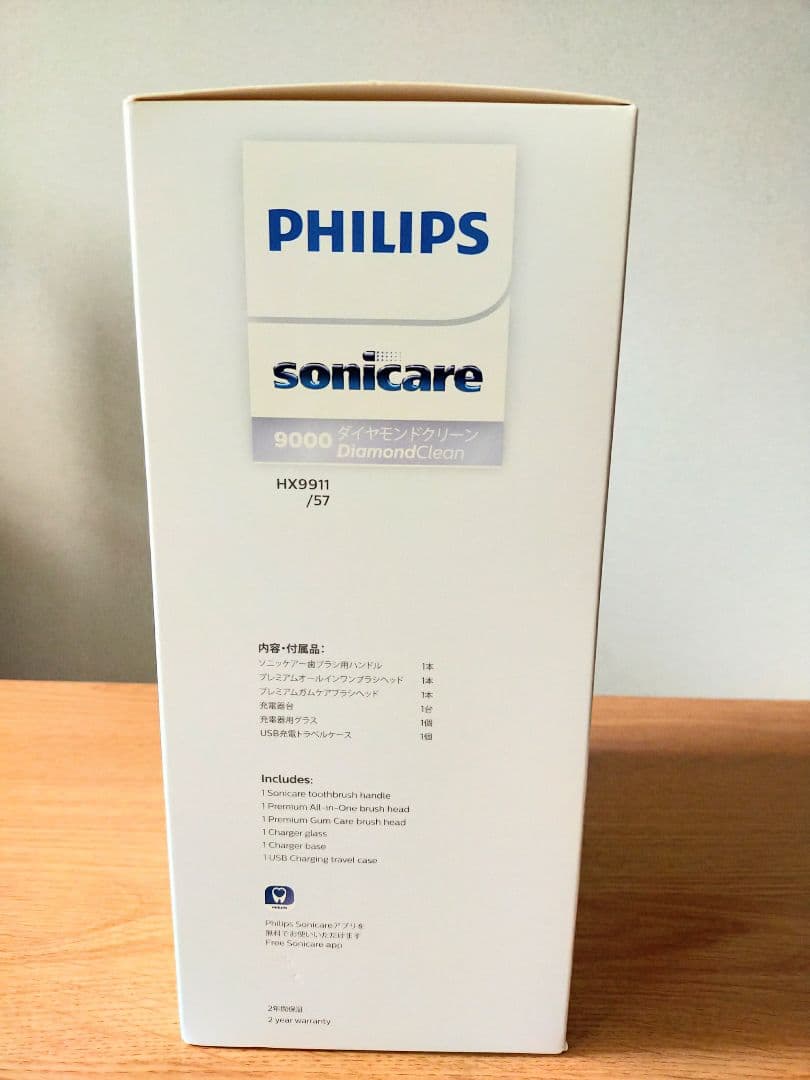 PHILIPS
sonicare
9000 ダイヤモンドクリーン
DiamondClean
HX9911
/57
内容・付属品：
ソニッケアー歯ブラシ用ハンドル 1本
プレミアムオールインワンブラシヘッド 1本
プレミアムガムケアブラシヘッド 1本
充電器台 1台
充電器用グラス 1個
USB充電トラベルケース 1個
Includes:
1 Sonicare toothbrush handle
1 Premium All-in-One brush head
1 Premium Gum Care brush head
1 Charger glass
1 Charger base
1 USB Charging travel case
PHILIPS
Philips Sonicareアプリを
無料でお使いいただけます
Free Sonicare app
2年間保証
2 year warranty